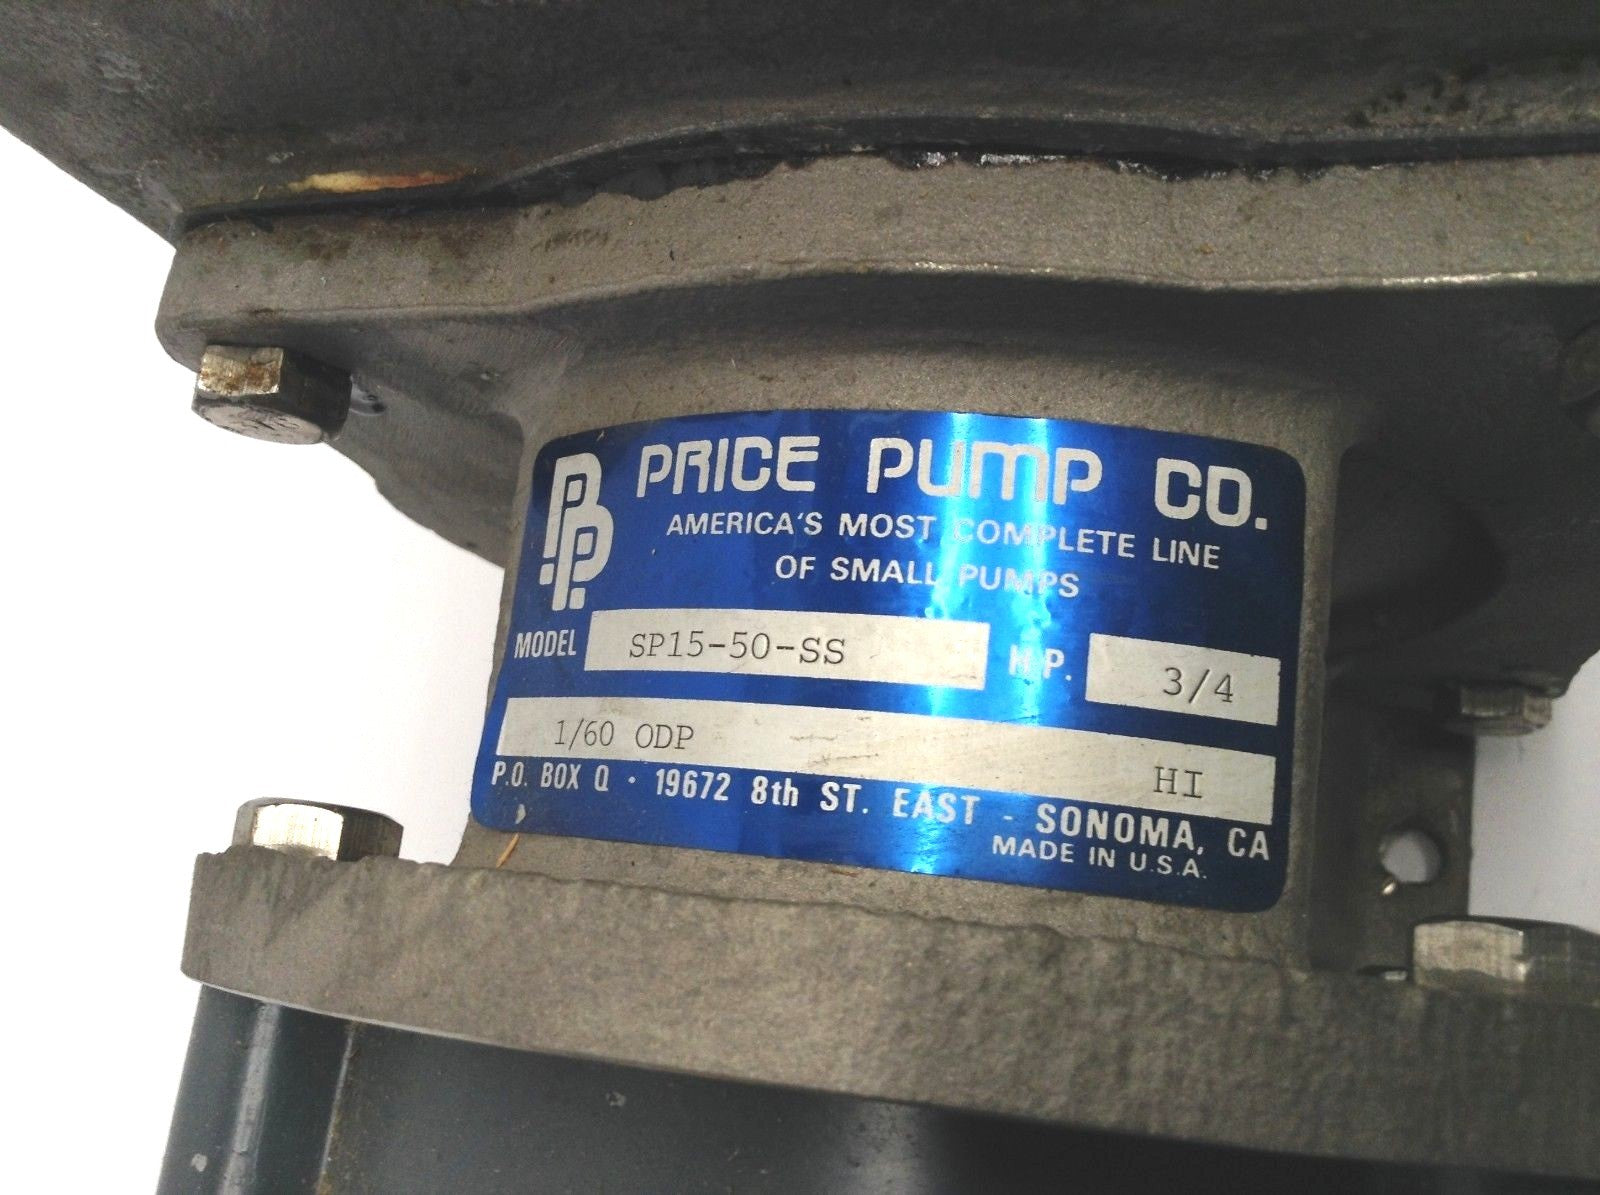 PRICE PUMP CO.
AMERICA'S MOST COMPLETE LINE
OF SMALL PUMPS
MODEL SP15-50-SS H.P. 3/4
1/60 ODP HI
P.O. BOX Q · 19672 8th ST. EAST - SONOMA, CA
MADE IN U.S.A.